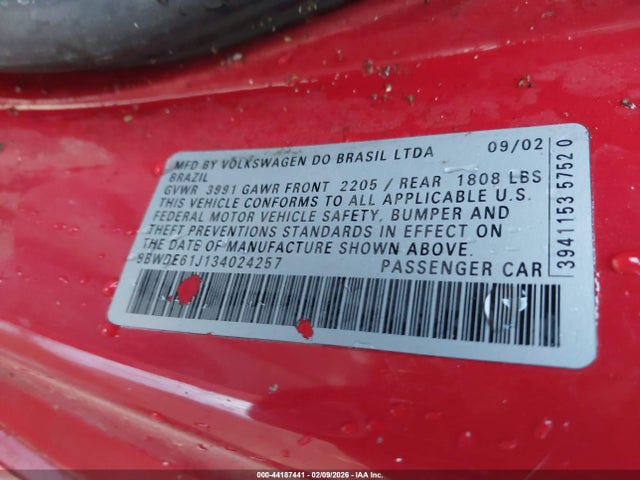 MFD BY VOLKSWAGEN DO BRASIL LTDA 09/02
BRAZIL
GVWR 3991 GAWR FRONT 2205 / REAR 1808 LBS
THIS VEHICLE CONFORMS TO ALL APPLICABLE U.S.
FEDERAL MOTOR VEHICLE SAFETY, BUMPER AND
THEFT PREVENTIONS STANDARDS IN EFFECT ON
THE DATE OF MANUFACTURE SHOWN ABOVE.
9BWDE61J134024257 PASSENGER CAR
3941153 57520
000-44187441 - 02/09/2026 - IAA Inc.